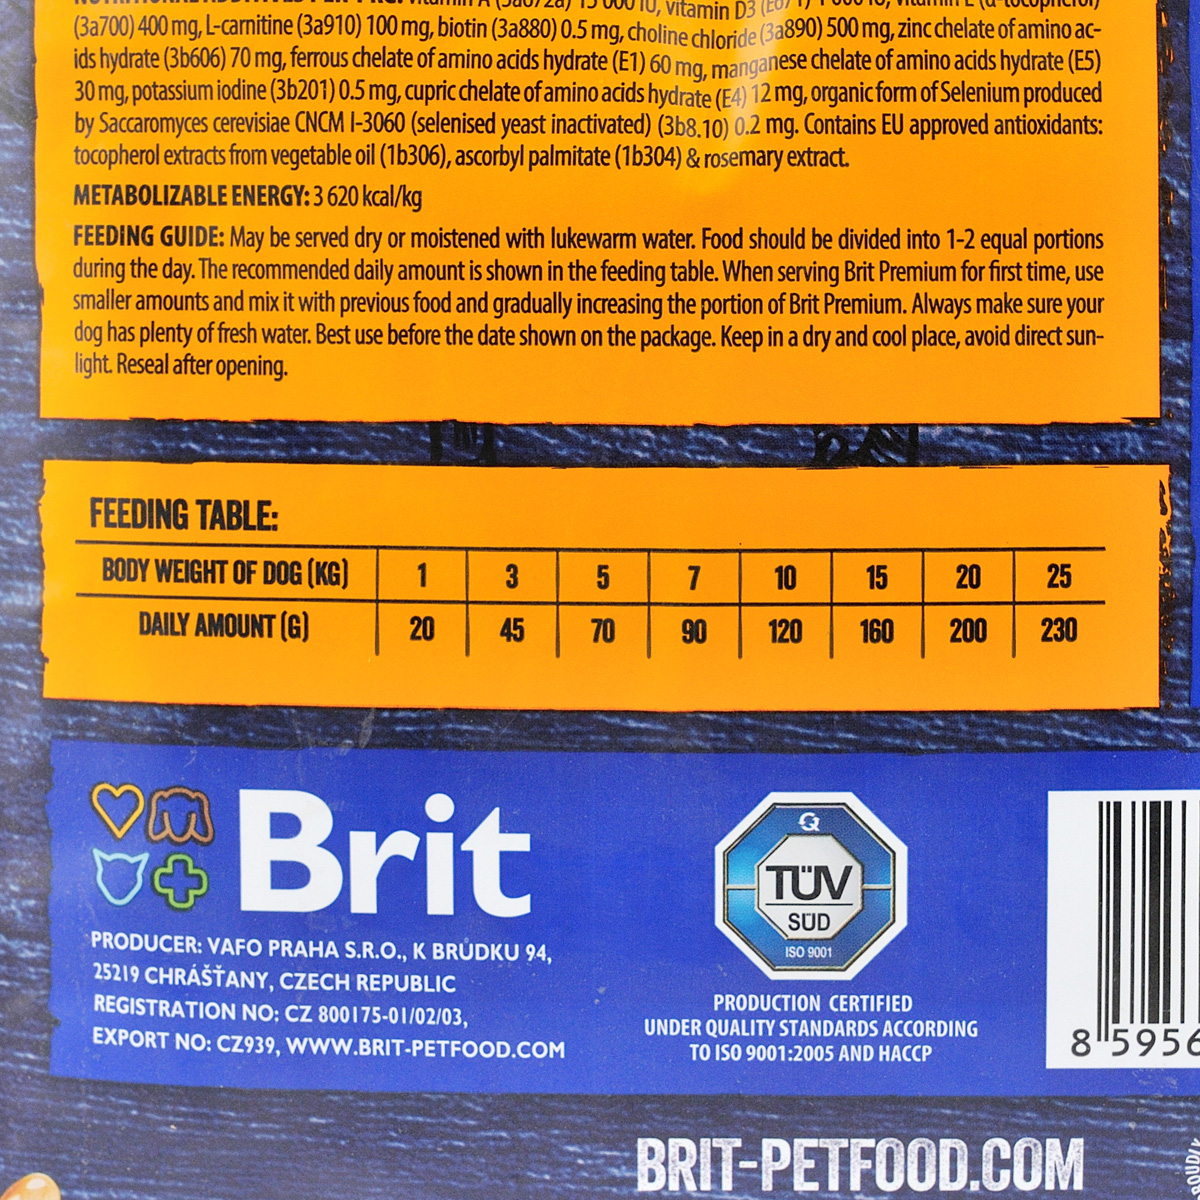 (3a700) 400 mg, L-carnitine (3a910) 100 mg, biotin (3a880) 0.5 mg, choline chloride (3a890) 500 mg, zinc chelate of amino ac-
ids hydrate (3b606) 70 mg, ferrous chelate of amino acids hydrate (E1) 60 mg, manganese chelate of amino acids hydrate (E5)
30 mg, potassium iodine (3b201) 0.5 mg, cupric chelate of amino acids hydrate (E4) 12 mg, organic form of Selenium produced
by Saccaromyces cerevisiae CNCM I-3060 (selenised yeast inactivated) (3b8.10) 0.2 mg. Contains EU approved antioxidants:
tocopherol extracts from vegetable oil (1b306), ascorbyl palmitate (1b304) & rosemary extract.
METABOLIZABLE ENERGY: 3 620 kcal/kg
FEEDING GUIDE: May be served dry or moistened with lukewarm water. Food should be divided into 1-2 equal portions
during the day. The recommended daily amount is shown in the feeding table. When serving Brit Premium for first time, use
smaller amounts and mix it with previous food and gradually increasing the portion of Brit Premium. Always make sure your
dog has plenty of fresh water. Best use before the date shown on the package. Keep in a dry and cool place, avoid direct sun-
light. Reseal after opening.
FEEDING TABLE:
BODY WEIGHT OF DOG (KG) 1 3 5 7 10 15 20 25
DAILY AMOUNT (G) 20 45 70 90 120 160 200 230
Brit
PRODUCER: VAFO PRAHA S.R.O., K BRŮDKU 94,
25219 CHRÁŠŤANY, CZECH REPUBLIC
REGISTRATION NO: CZ 800175-01/02/03,
EXPORT NO: CZ939, WWW.BRIT-PETFOOD.COM
TÜV
SÜD
ISO 9001
PRODUCTION CERTIFIED
UNDER QUALITY STANDARDS ACCORDING
TO ISO 9001:2005 AND HACCP
8 5956
BRIT-PETFOOD.COM